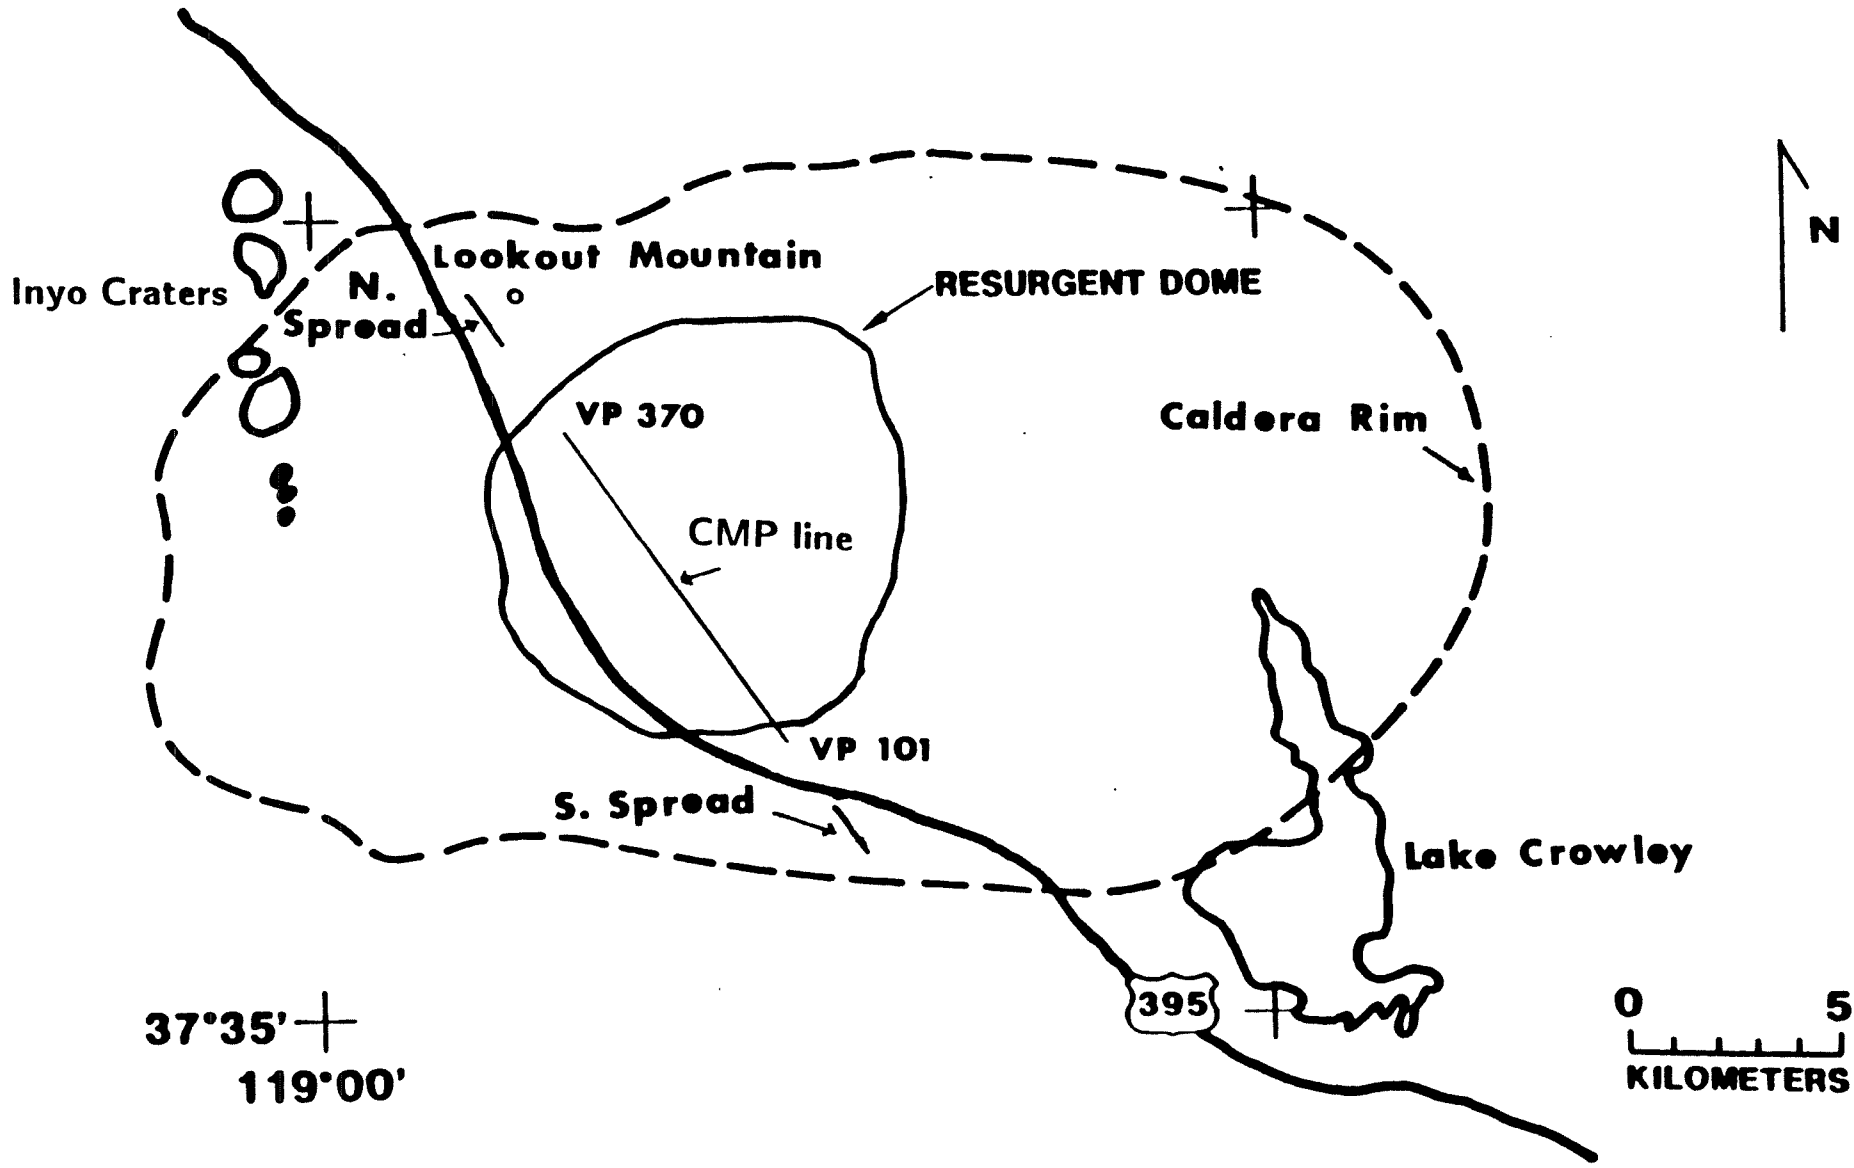 N
Lookout Mountain
RESURGENT DOME
Inyo Craters
N.
Spread
VP 370
Caldera Rim
CMP line
VP 101
S. Spread
Lake Crowley
395
0 5
KILOMETERS
37°35'
119°00'